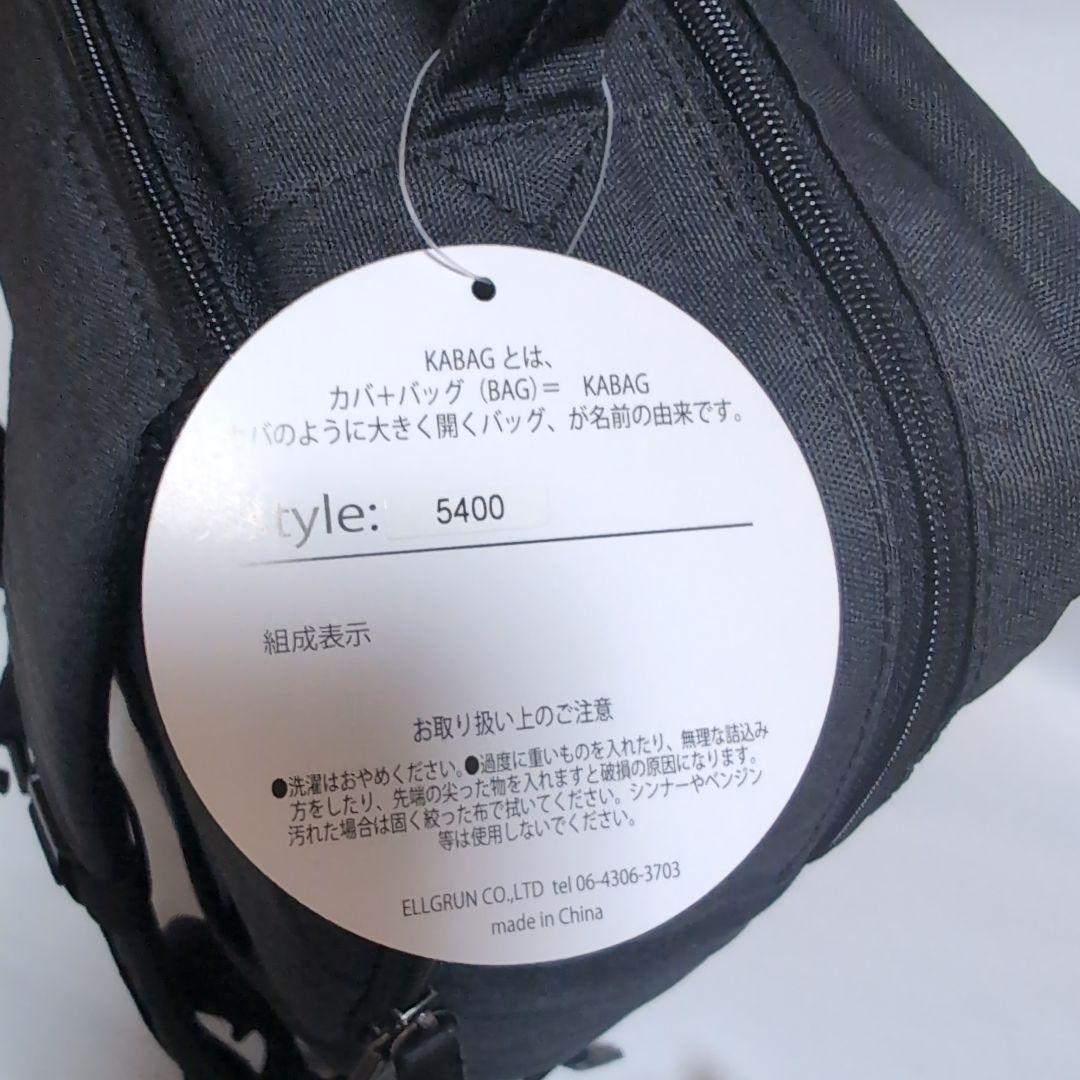 KABAG とは、
カバ+バッグ (BAG)= KABAG
バのように大きく開くバッグ、が名前の由来です。
tyle: 5400
組成表示
お取り扱い上のご注意
●洗濯はおやめください。●過度に重いものを入れたり、無理な詰込み
方をしたり、先端の尖った物を入れますと破損の原因になります。
汚れた場合は固く絞った布で拭いてください。シンナーやベンジン
等は使用しないでください。
ELLGRUN CO.,LTD tel 06-4306-3703
made in China